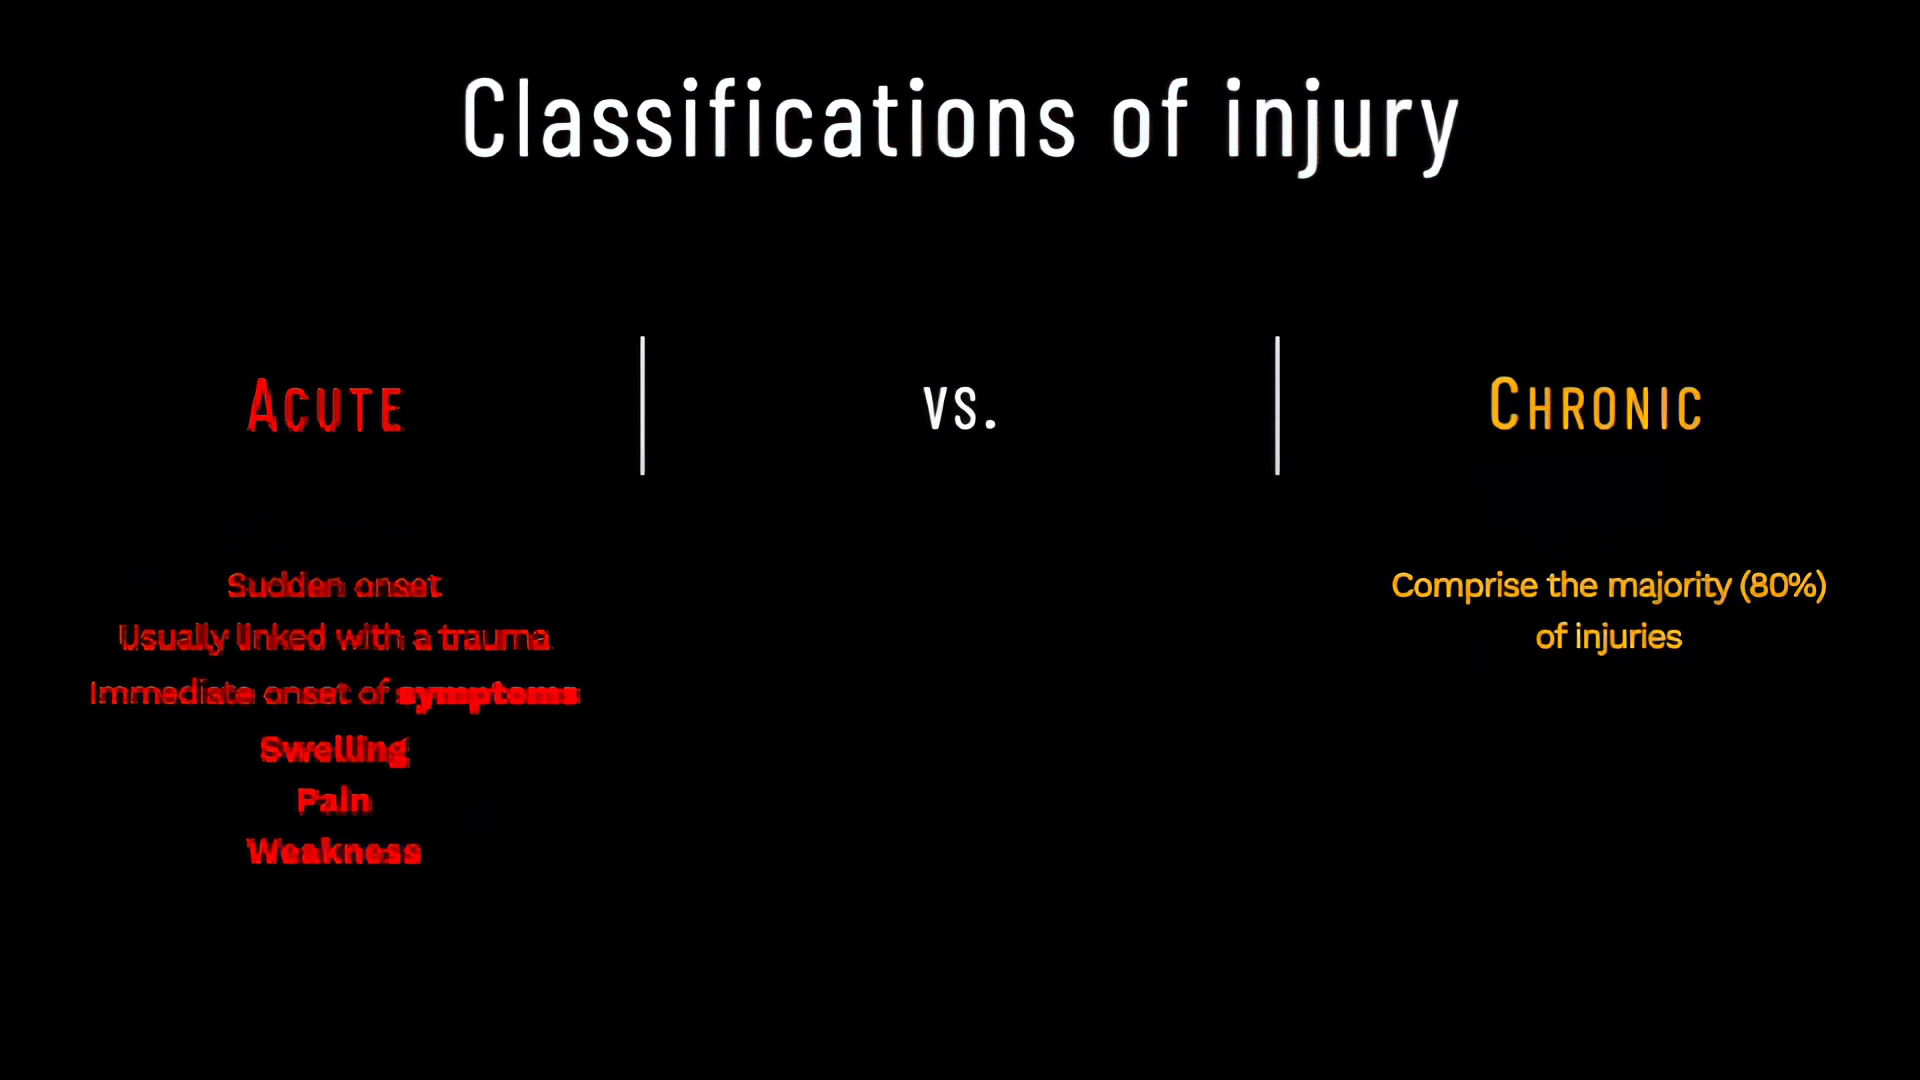 Classifications of injury
Acute
vs.
Chronic
Sudden onset
Usually linked with a trauma
Immediate onset of symptoms
Swelling
Pain
Weakness
Comprise the majority (80%)
of injuries